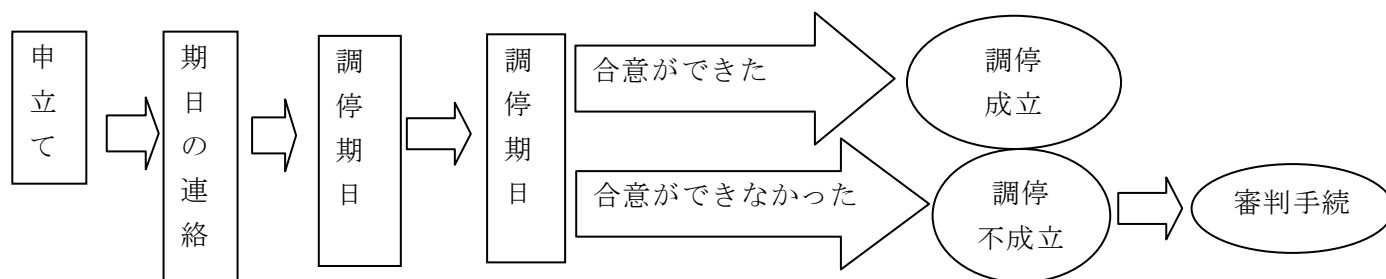 申立て
期日の連絡
調停期日
調停期日
合意ができた
調停
成立
合意ができなかった
調停
不成立
審判手続